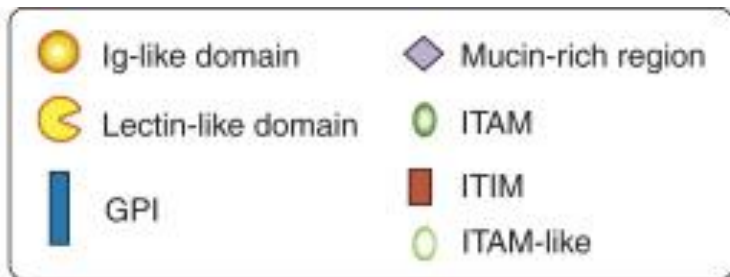 Ig-like domain
Lectin-like domain
GPI
Mucin-rich region
ITAM
ITIM
ITAM-like